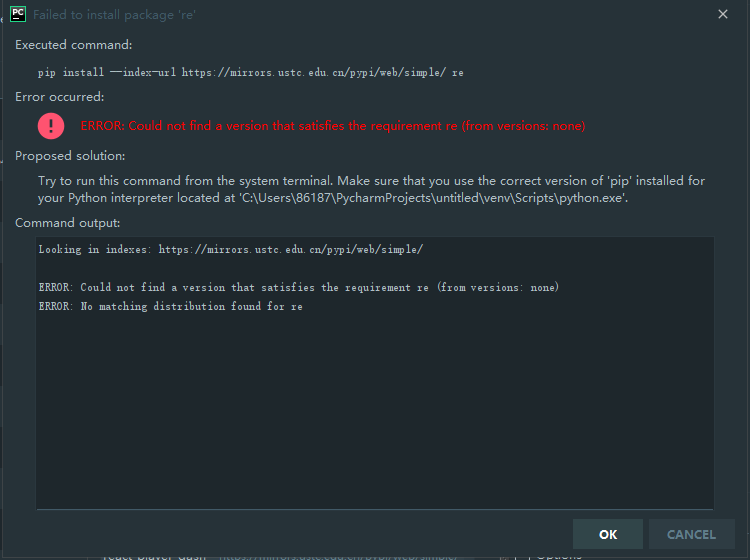 PC Failed to install package 're'
Executed command:
pip install --index-url https://mirrors.ustc.edu.cn/pypi/web/simple/ re
Error occurred:
ERROR: Could not find a version that satisfies the requirement re (from versions: none)
Proposed solution:
Try to run this command from the system terminal. Make sure that you use the correct version of 'pip' installed for
your Python interpreter located at 'C:\Users\86187\PycharmProjects\untitled\venv\Scripts\python.exe'.
Command output:
Looking in indexes: https://mirrors.ustc.edu.cn/pypi/web/simple/
ERROR: Could not find a version that satisfies the requirement re (from versions: none)
ERROR: No matching distribution found for re
OK CANCEL